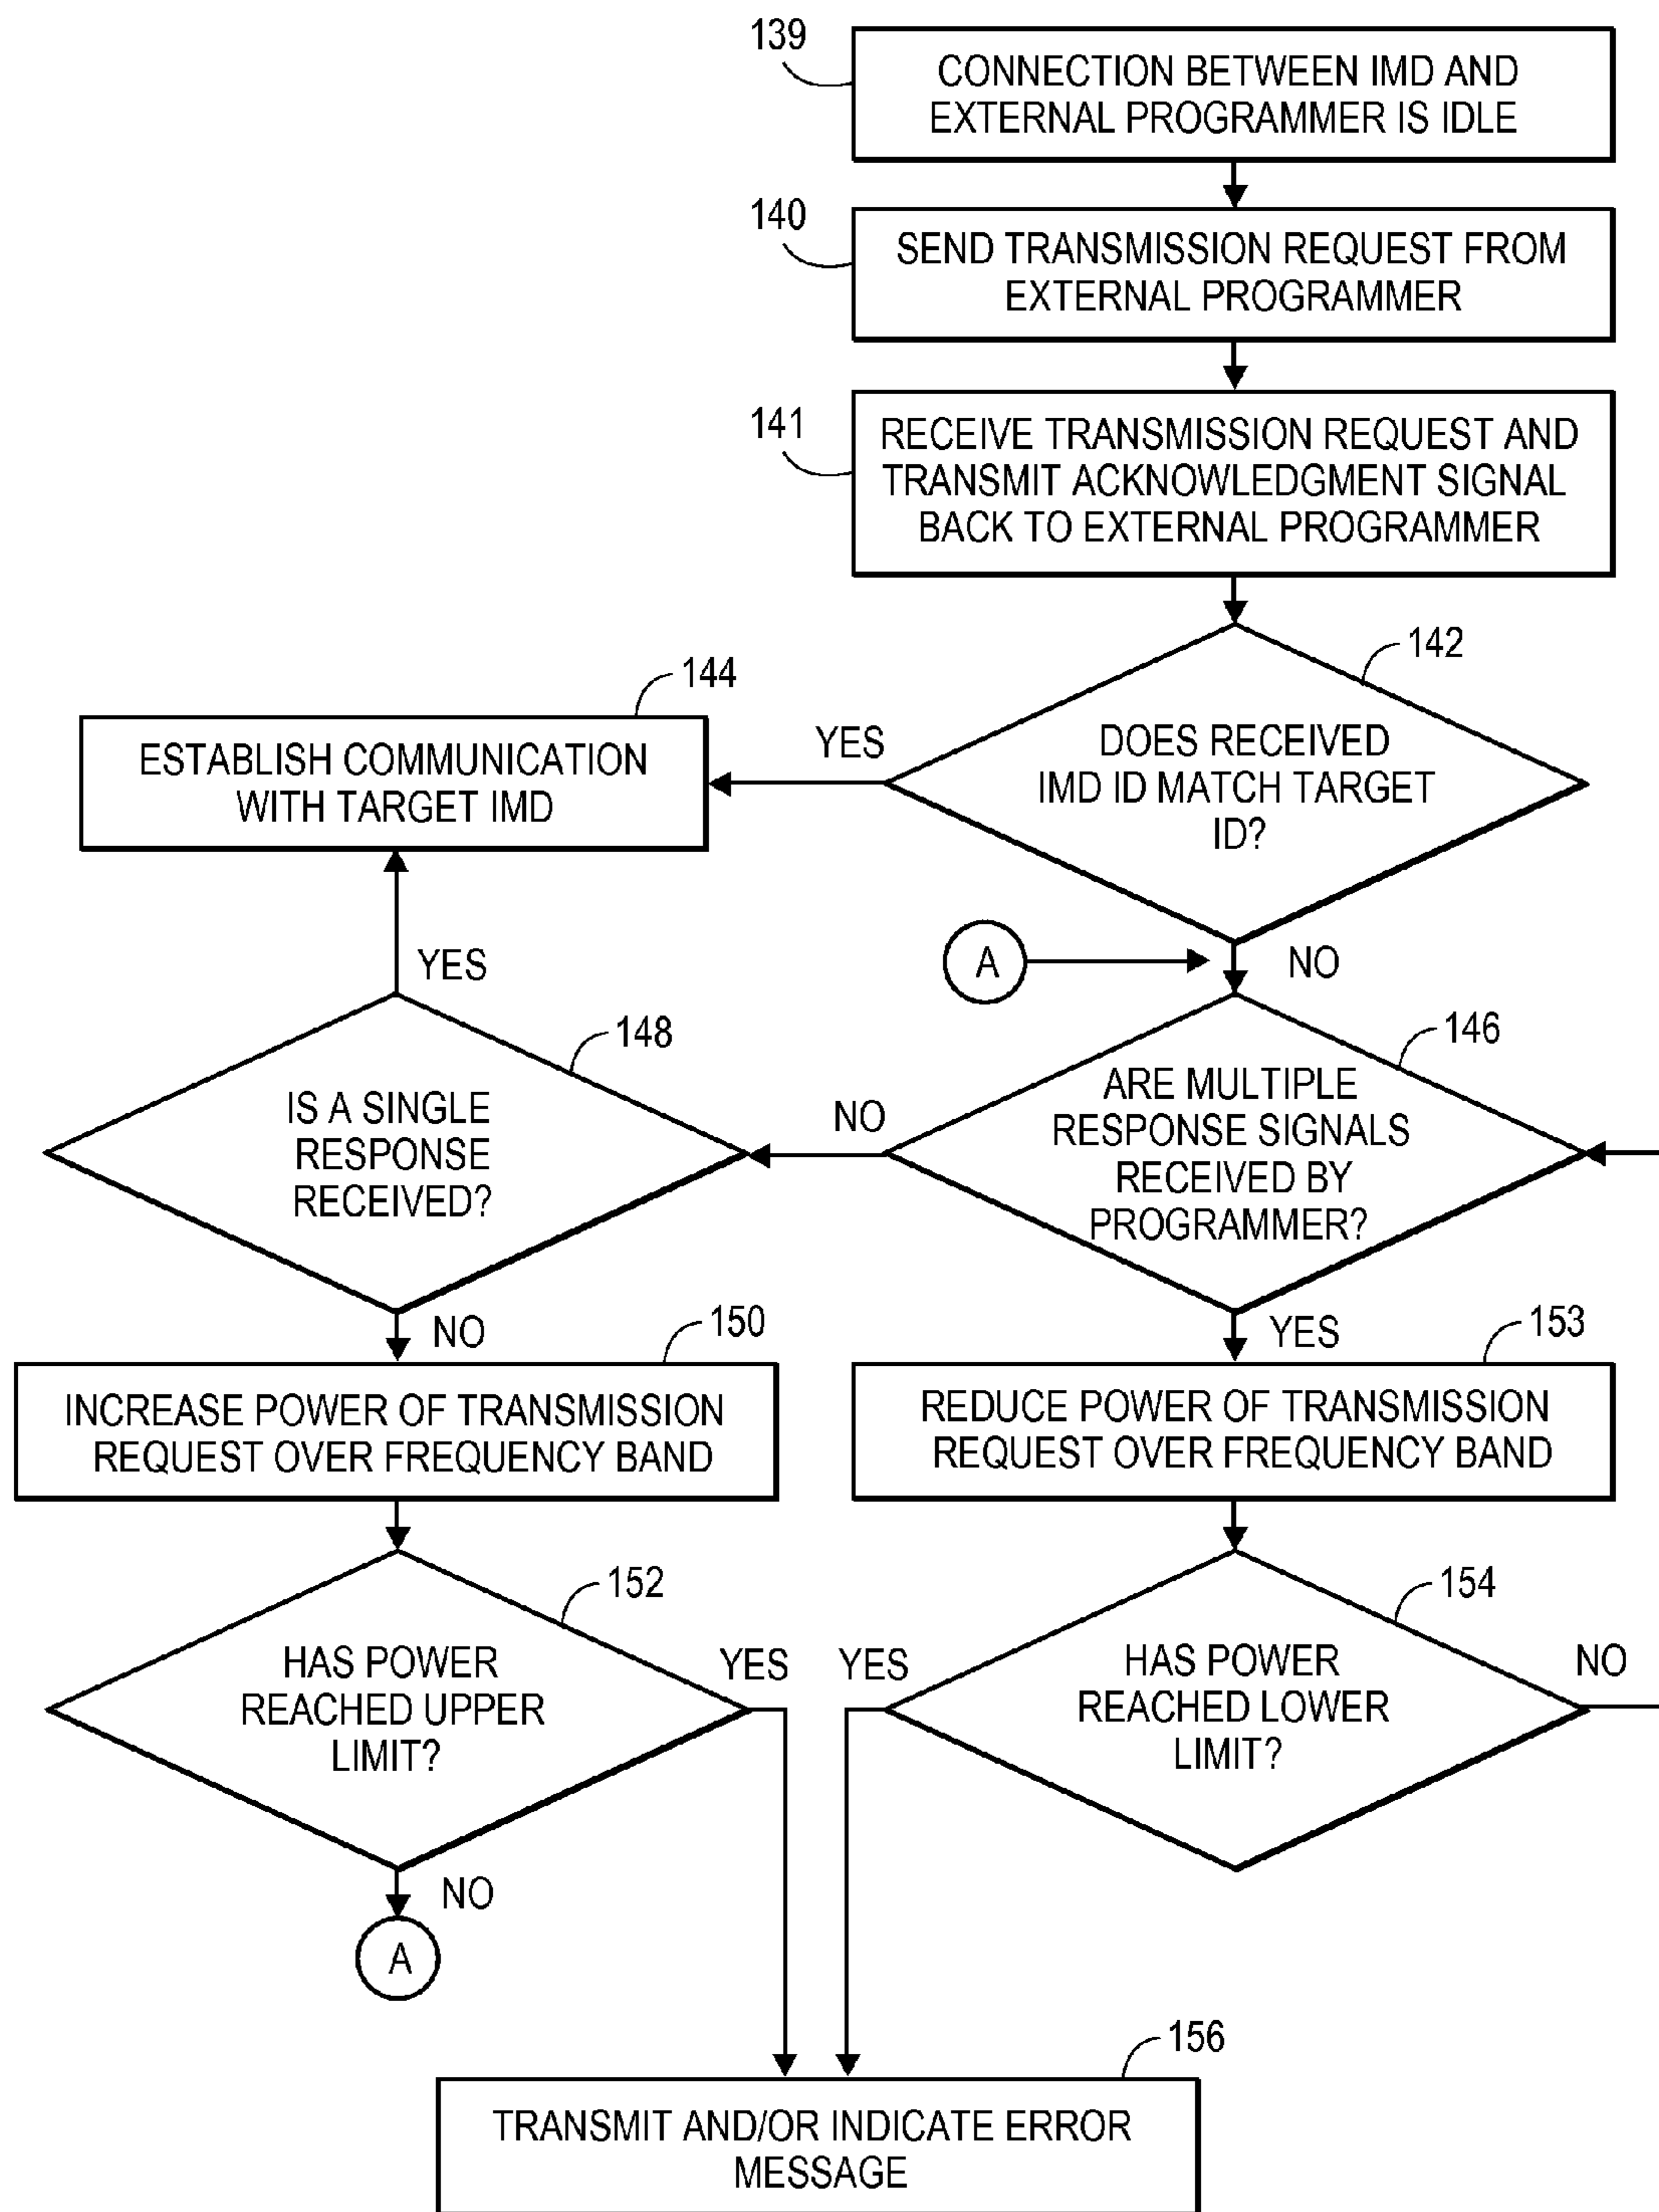 139
CONNECTION BETWEEN IMD AND
EXTERNAL PROGRAMMER IS IDLE
140
SEND TRANSMISSION REQUEST FROM
EXTERNAL PROGRAMMER
141
RECEIVE TRANSMISSION REQUEST AND
TRANSMIT ACKNOWLEDGMENT SIGNAL
BACK TO EXTERNAL PROGRAMMER
142
DOES RECEIVED
IMD ID MATCH TARGET
ID?
YES
144
ESTABLISH COMMUNICATION
WITH TARGET IMD
A
NO
146
ARE MULTIPLE
RESPONSE SIGNALS
RECEIVED BY
PROGRAMMER?
NO
YES
148
IS A SINGLE
RESPONSE
RECEIVED?
NO
150
INCREASE POWER OF TRANSMISSION
REQUEST OVER FREQUENCY BAND
YES
153
REDUCE POWER OF TRANSMISSION
REQUEST OVER FREQUENCY BAND
152
HAS POWER
REACHED UPPER
LIMIT?
YES
NO
A
154
HAS POWER
REACHED LOWER
LIMIT?
YES
NO
156
TRANSMIT AND/OR INDICATE ERROR
MESSAGE